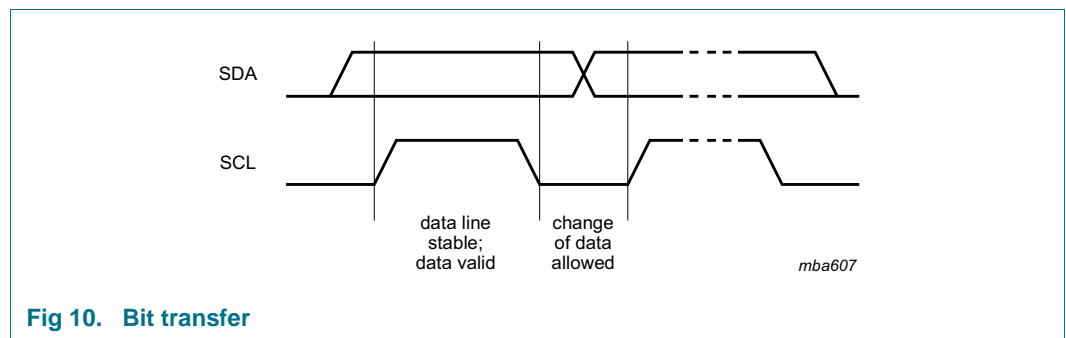 SDA
SCL
data line
stable;
data valid
change
of data
allowed
mba607
Fig 10. Bit transfer